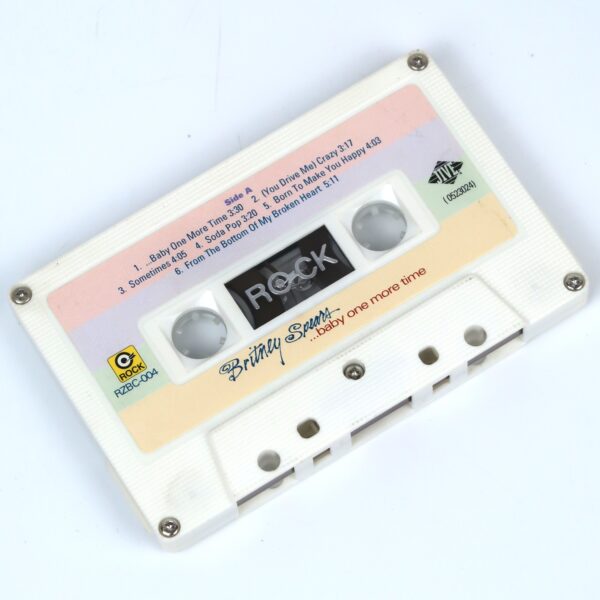 Side A
1. ...Baby One More Time 3:30 2. (You Drive Me) Crazy 3:17
3. Sometimes 4:05 4. Soda Pop 3:20 5. Born To Make You Happy 4:03
6. From The Bottom Of My Broken Heart 5:11
JIVE
(0523024)
ROCK
ROCK
RZBC-004
Britney Spears
...baby one more time